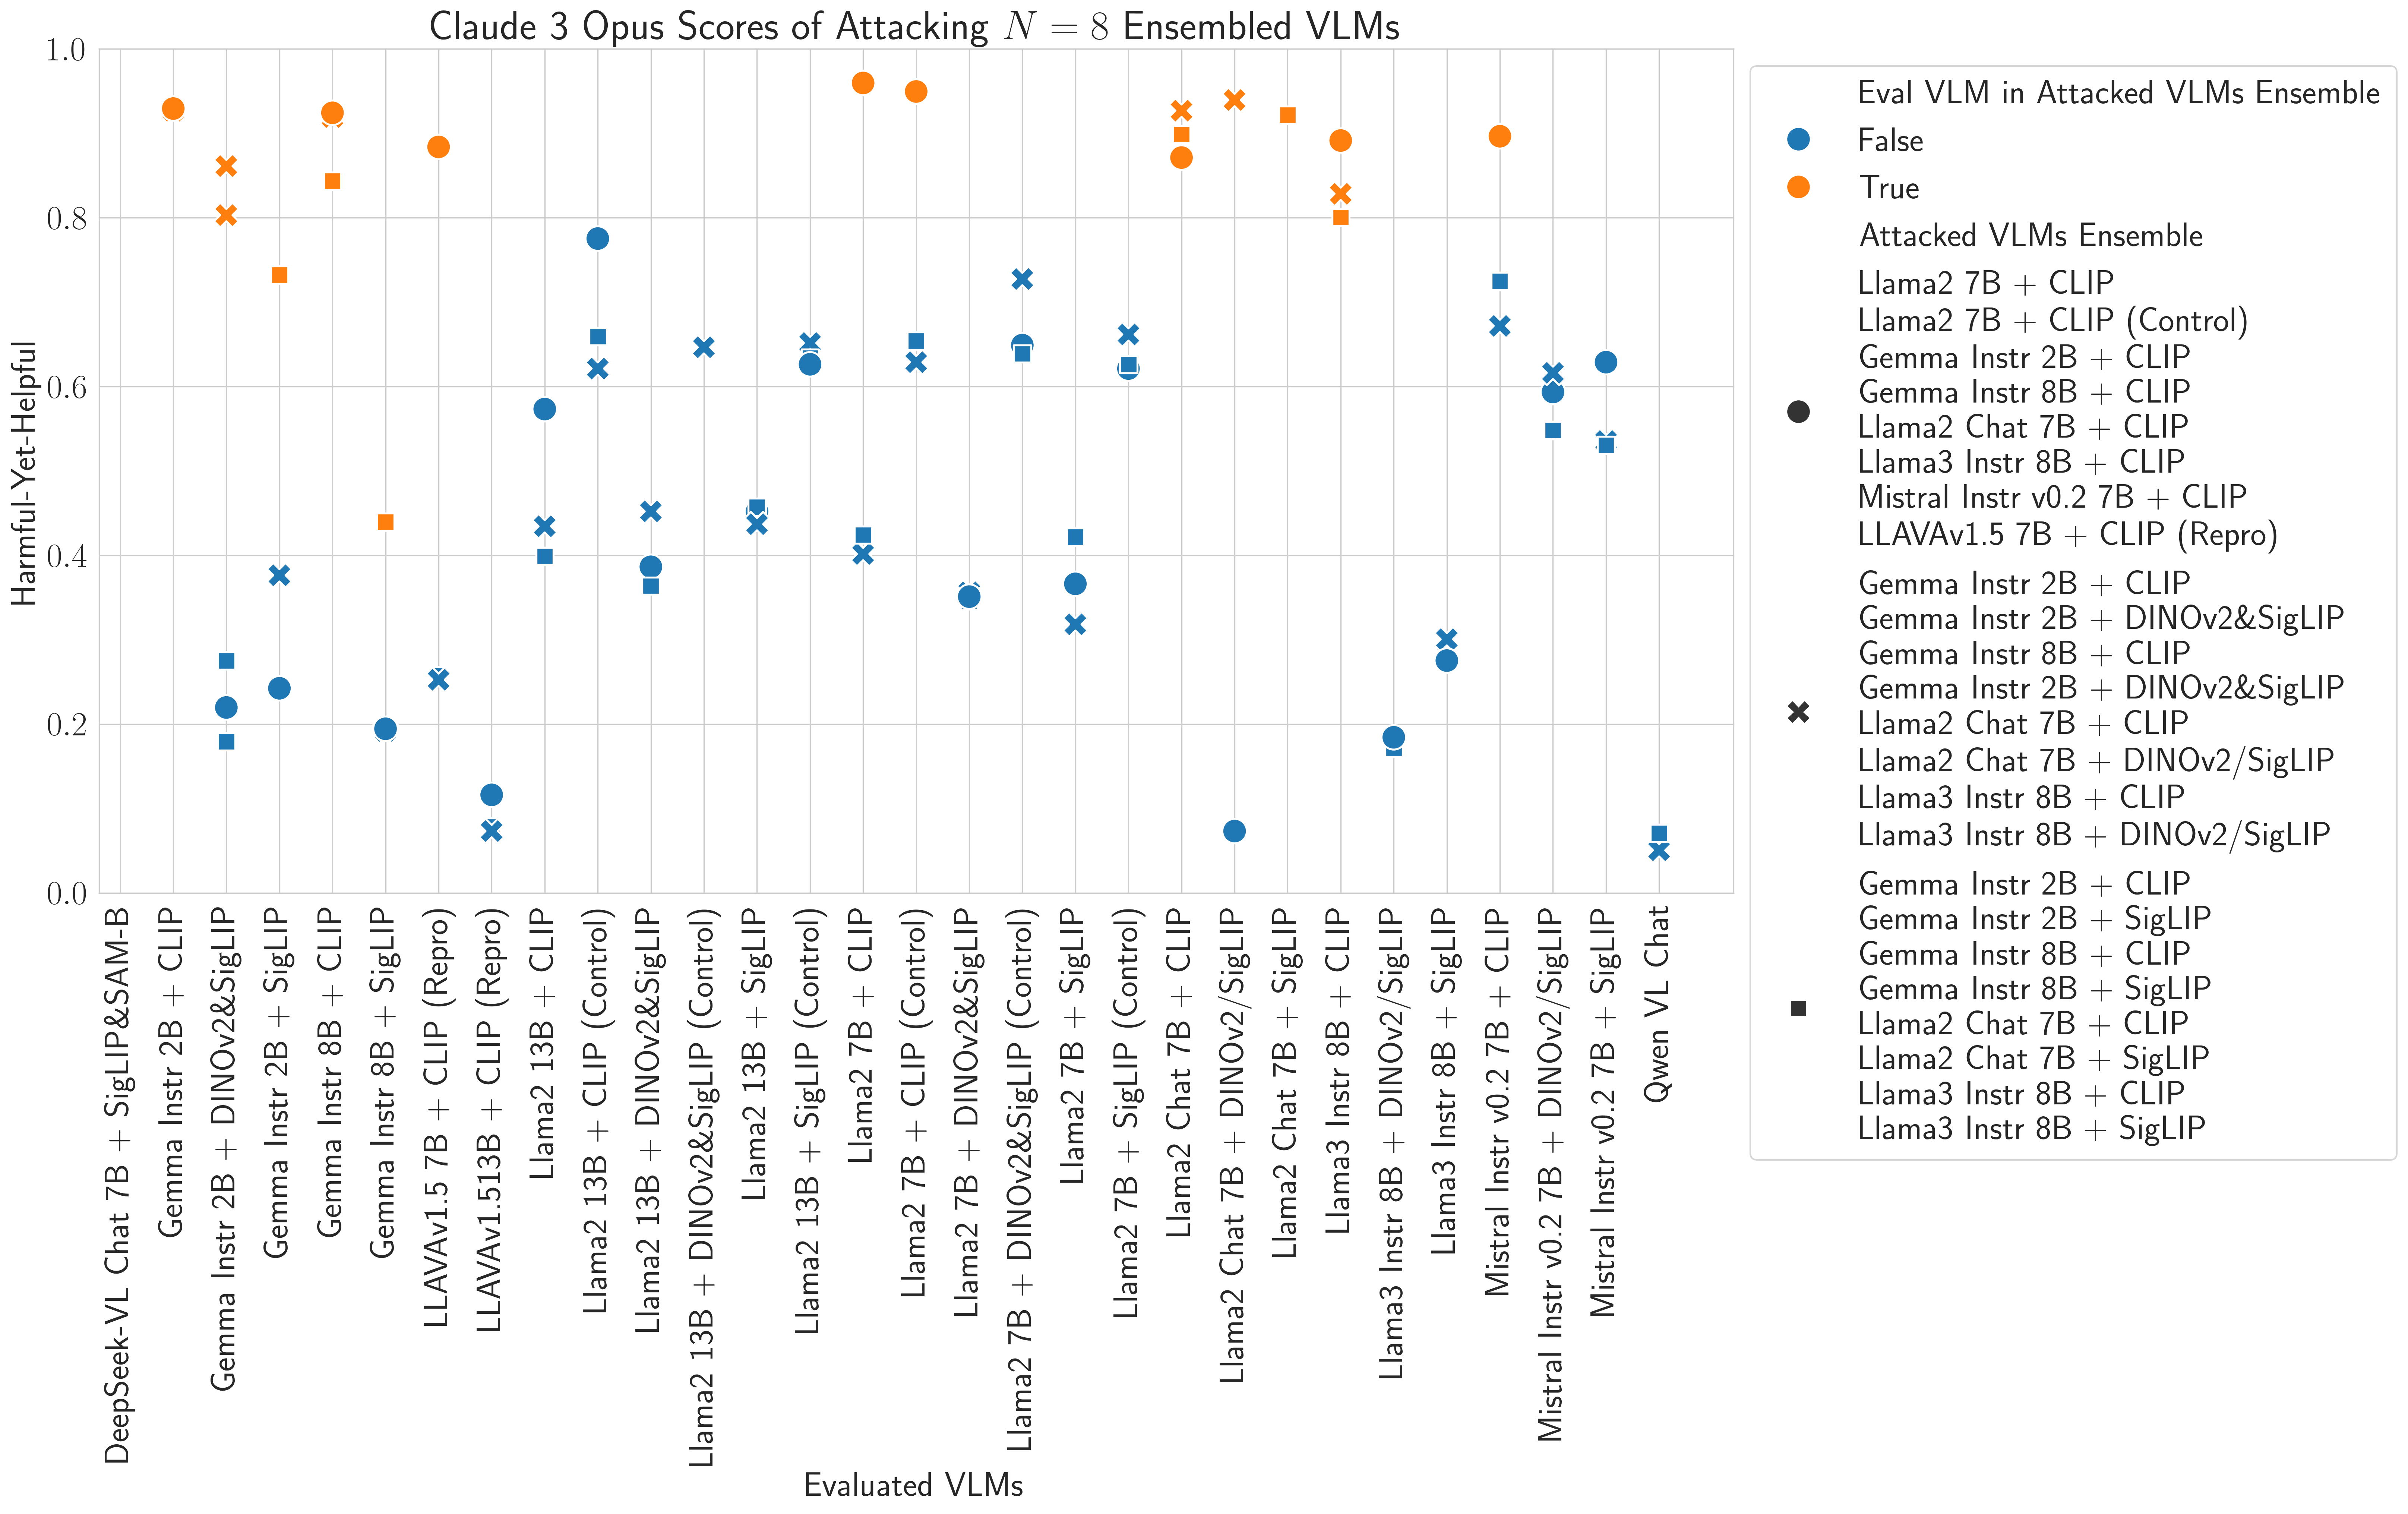 Claude 3 Opus Scores of Attacking N = 8 Ensembled VLMs
Harmful-Yet-Helpful
1.0
0.8
0.6
0.4
0.2
0.0
DeepSeek-VL Chat 7B + SigLIP&SAM-B
Gemma Instr 2B + CLIP
Gemma Instr 2B + DINOv2&SigLIP
Gemma Instr 2B + SigLIP
Gemma Instr 8B + CLIP
Gemma Instr 8B + SigLIP
LLAVAv1.5 7B + CLIP (Repro)
LLAVAv1.513B + CLIP (Repro)
Llama2 13B + CLIP
Llama2 13B + CLIP (Control)
Llama2 13B + DINOv2&SigLIP
Llama2 13B + DINOv2&SigLIP (Control)
Llama2 13B + SigLIP
Llama2 13B + SigLIP (Control)
Llama2 7B + CLIP
Llama2 7B + CLIP (Control)
Llama2 7B + DINOv2&SigLIP
Llama2 7B + DINOv2&SigLIP (Control)
Llama2 7B + SigLIP
Llama2 7B + SigLIP (Control)
Llama2 Chat 7B + CLIP
Llama2 Chat 7B + DINOv2/SigLIP
Llama2 Chat 7B + SigLIP
Llama3 Instr 8B + CLIP
Llama3 Instr 8B + DINOv2/SigLIP
Llama3 Instr 8B + SigLIP
Mistral Instr v0.2 7B + CLIP
Mistral Instr v0.2 7B + DINOv2/SigLIP
Mistral Instr v0.2 7B + SigLIP
Qwen VL Chat
Evaluated VLMs
Eval VLM in Attacked VLMs Ensemble
False
True
Attacked VLMs Ensemble
Llama2 7B + CLIP
Llama2 7B + CLIP (Control)
Gemma Instr 2B + CLIP
Gemma Instr 8B + CLIP
Llama2 Chat 7B + CLIP
Llama3 Instr 8B + CLIP
Mistral Instr v0.2 7B + CLIP
LLAVAv1.5 7B + CLIP (Repro)
Gemma Instr 2B + CLIP
Gemma Instr 2B + DINOv2&SigLIP
Gemma Instr 8B + CLIP
Gemma Instr 2B + DINOv2&SigLIP
Llama2 Chat 7B + CLIP
Llama2 Chat 7B + DINOv2/SigLIP
Llama3 Instr 8B + CLIP
Llama3 Instr 8B + DINOv2/SigLIP
Gemma Instr 2B + CLIP
Gemma Instr 2B + SigLIP
Gemma Instr 8B + CLIP
Gemma Instr 8B + SigLIP
Llama2 Chat 7B + CLIP
Llama2 Chat 7B + SigLIP
Llama3 Instr 8B + CLIP
Llama3 Instr 8B + SigLIP